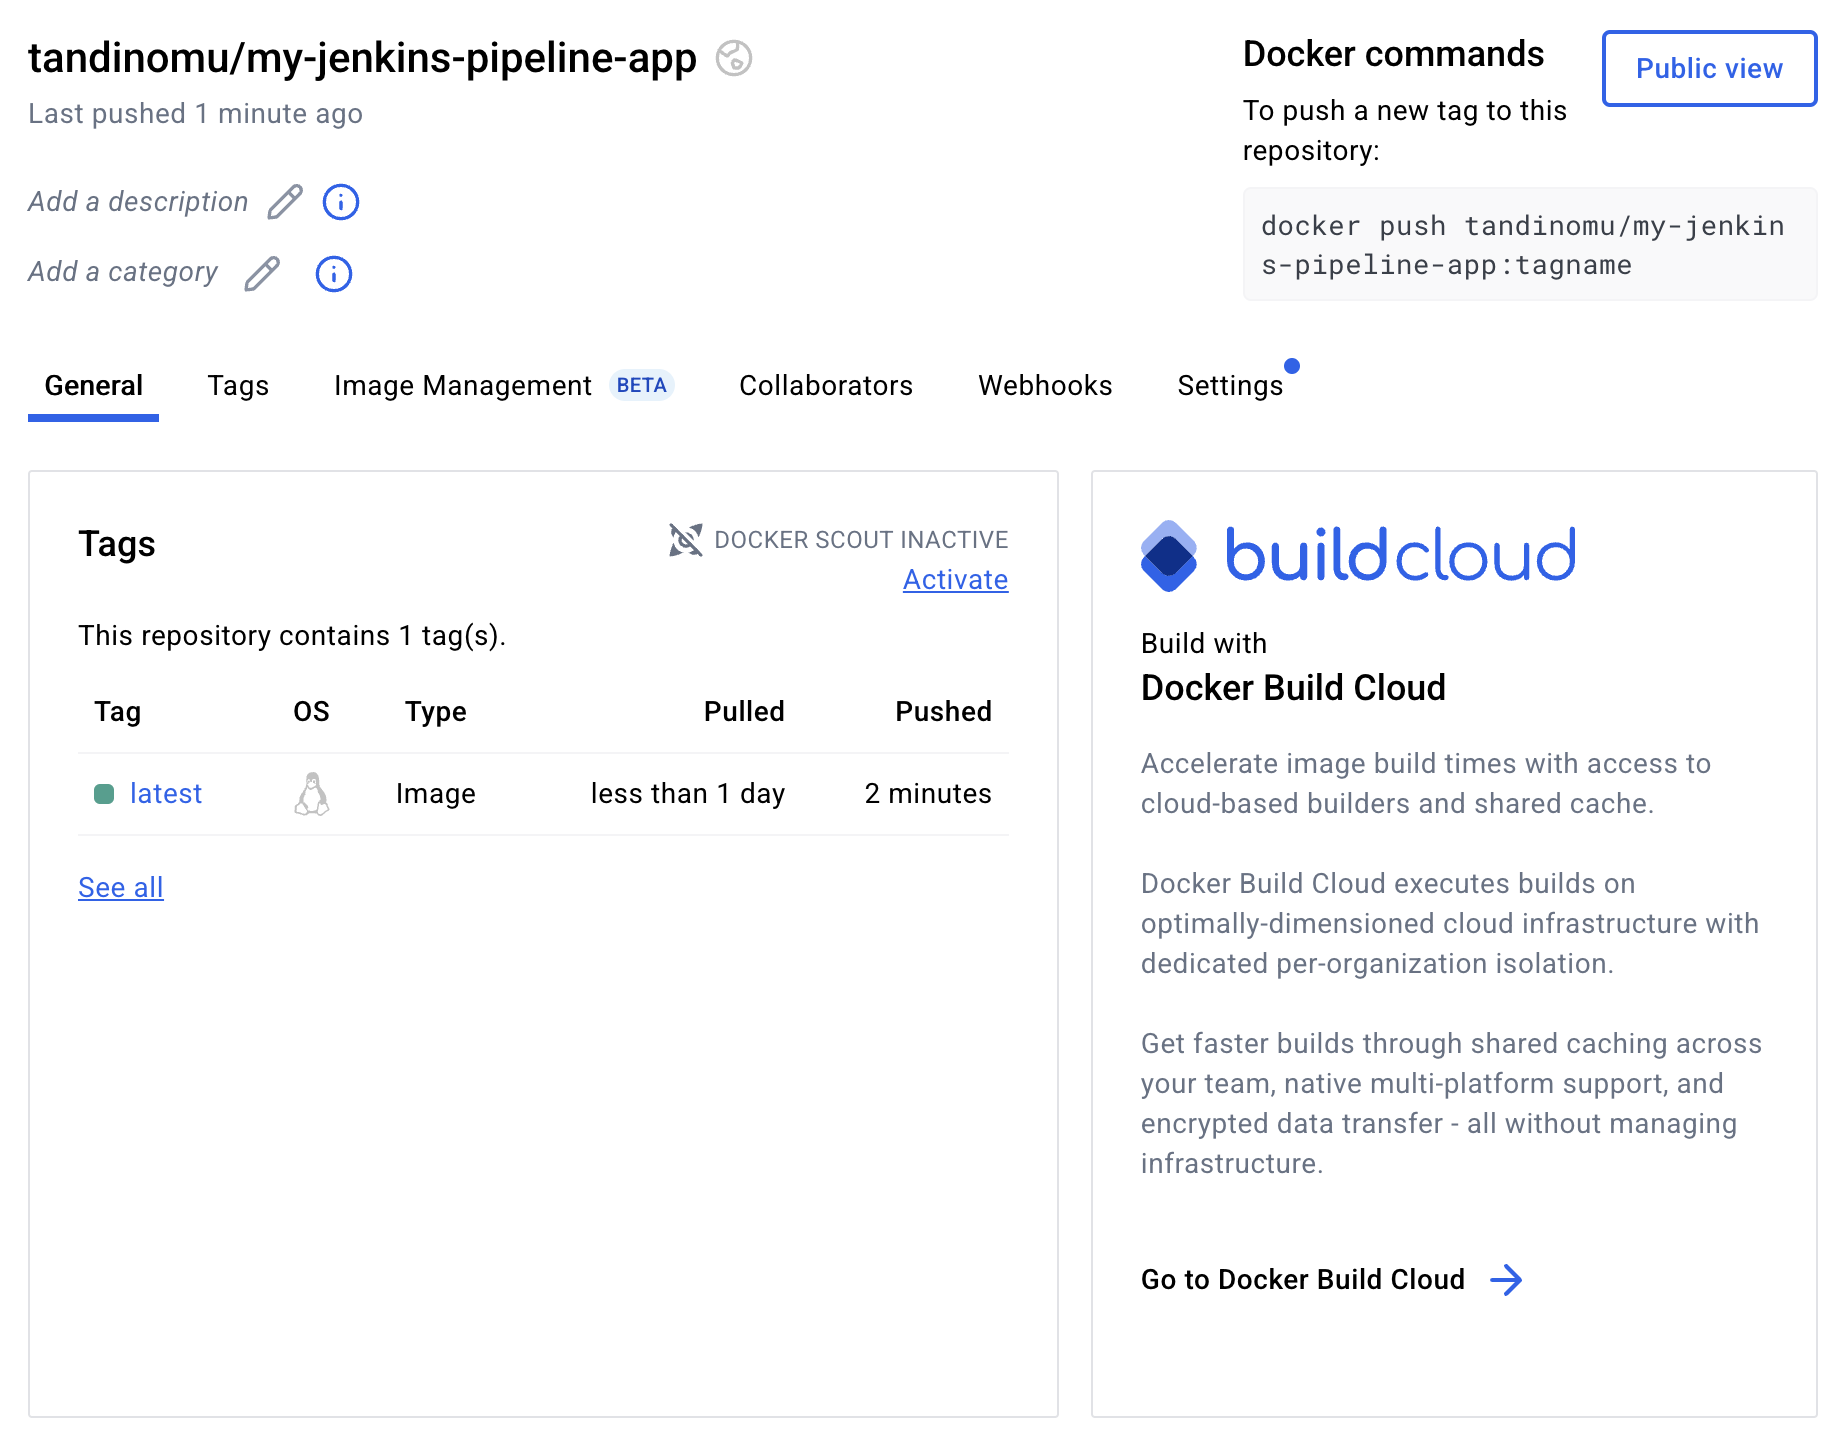 tandinomu/my-jenkins-pipeline-app
Last pushed 1 minute ago
Add a description
Add a category
Docker commands
Public view
To push a new tag to this
repository:
docker push tandinomu/my-jenkin
s-pipeline-app:tagname
General Tags Image Management BETA Collaborators Webhooks Settings
Tags
DOCKER SCOUT INACTIVE
Activate
This repository contains 1 tag(s).
Tag OS Type Pulled Pushed
latest Image less than 1 day 2 minutes
See all
buildcloud
Build with
Docker Build Cloud
Accelerate image build times with access to
cloud-based builders and shared cache.
Docker Build Cloud executes builds on
optimally-dimensioned cloud infrastructure with
dedicated per-organization isolation.
Get faster builds through shared caching across
your team, native multi-platform support, and
encrypted data transfer - all without managing
infrastructure.
Go to Docker Build Cloud